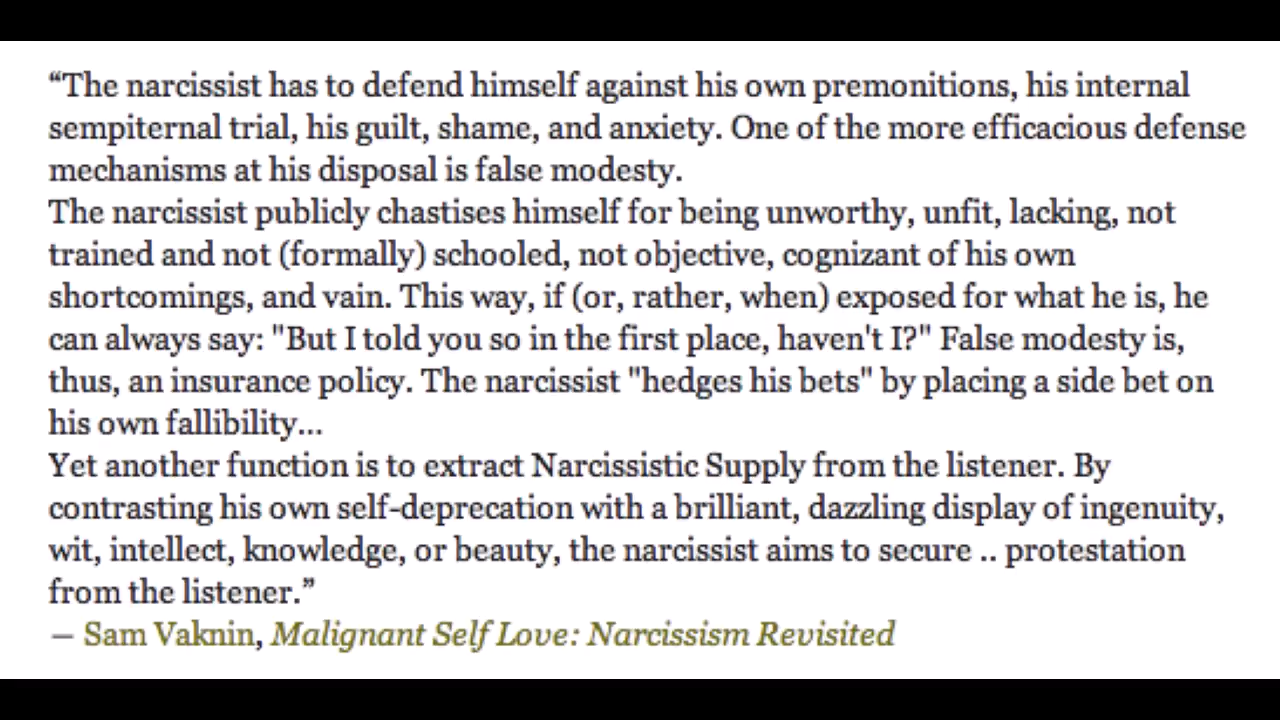 “The narcissist has to defend himself against his own premonitions, his internal
sempiternal trial, his guilt, shame, and anxiety. One of the more efficacious defense
mechanisms at his disposal is false modesty.
The narcissist publicly chastises himself for being unworthy, unfit, lacking, not
trained and not (formally) schooled, not objective, cognizant of his own
shortcomings, and vain. This way, if (or, rather, when) exposed for what he is, he
can always say: "But I told you so in the first place, haven't I?" False modesty is,
thus, an insurance policy. The narcissist "hedges his bets" by placing a side bet on
his own fallibility...
Yet another function is to extract Narcissistic Supply from the listener. By
contrasting his own self-deprecation with a brilliant, dazzling display of ingenuity,
wit, intellect, knowledge, or beauty, the narcissist aims to secure .. protestation
from the listener.”
— Sam Vaknin, Malignant Self Love: Narcissism Revisited